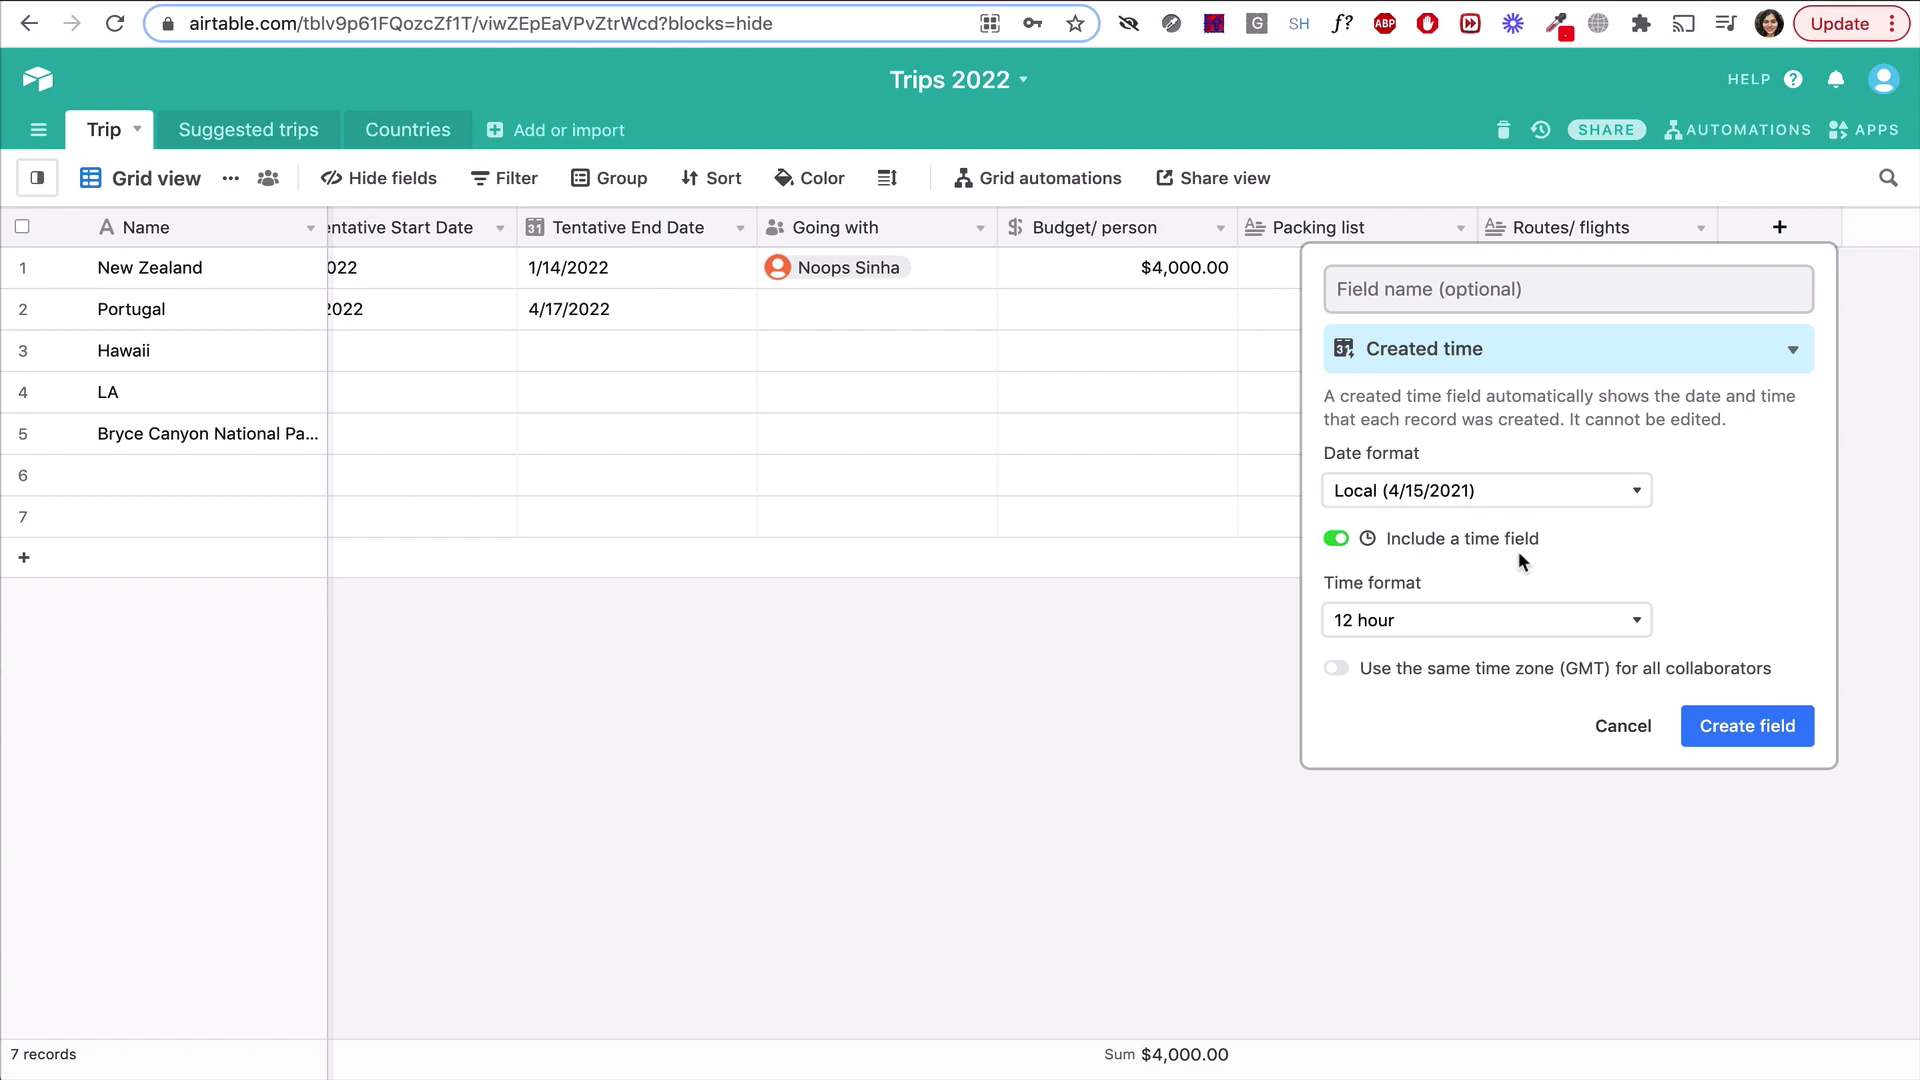 airtable.com/tblv9p61FQozcZf1T/viwZEpEaVPvZtrWcd?blocks=hide
G
SH
f?
ABP
Update
Trips 2022
HELP ?
Trip
Suggested trips
Countries
Add or import
SHARE
AUTOMATIONS
APPS
Grid view
Hide fields
Filter
Group
Sort
Color
Grid automations
Share view
A Name
entative Start Date
31 Tentative End Date
Going with
$ Budget/ person
Packing list
Routes/ flights
+
1 New Zealand 022 1/14/2022 Noops Sinha $4,000.00
2 Portugal 2022 4/17/2022
3 Hawaii
4 LA
5 Bryce Canyon National Pa...
6
7
+
Field name (optional)
31 Created time
A created time field automatically shows the date and time
that each record was created. It cannot be edited.
Date format
Local (4/15/2021)
Include a time field
Time format
12 hour
Use the same time zone (GMT) for all collaborators
Cancel
Create field
7 records
Sum $4,000.00